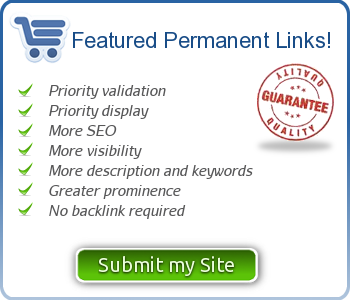 Featured Permanent Links!
Priority validation
Priority display
More SEO
More visibility
More description and keywords
Greater prominence
No backlink required
QUALITY
GUARANTEE
QUALITY
Submit my Site